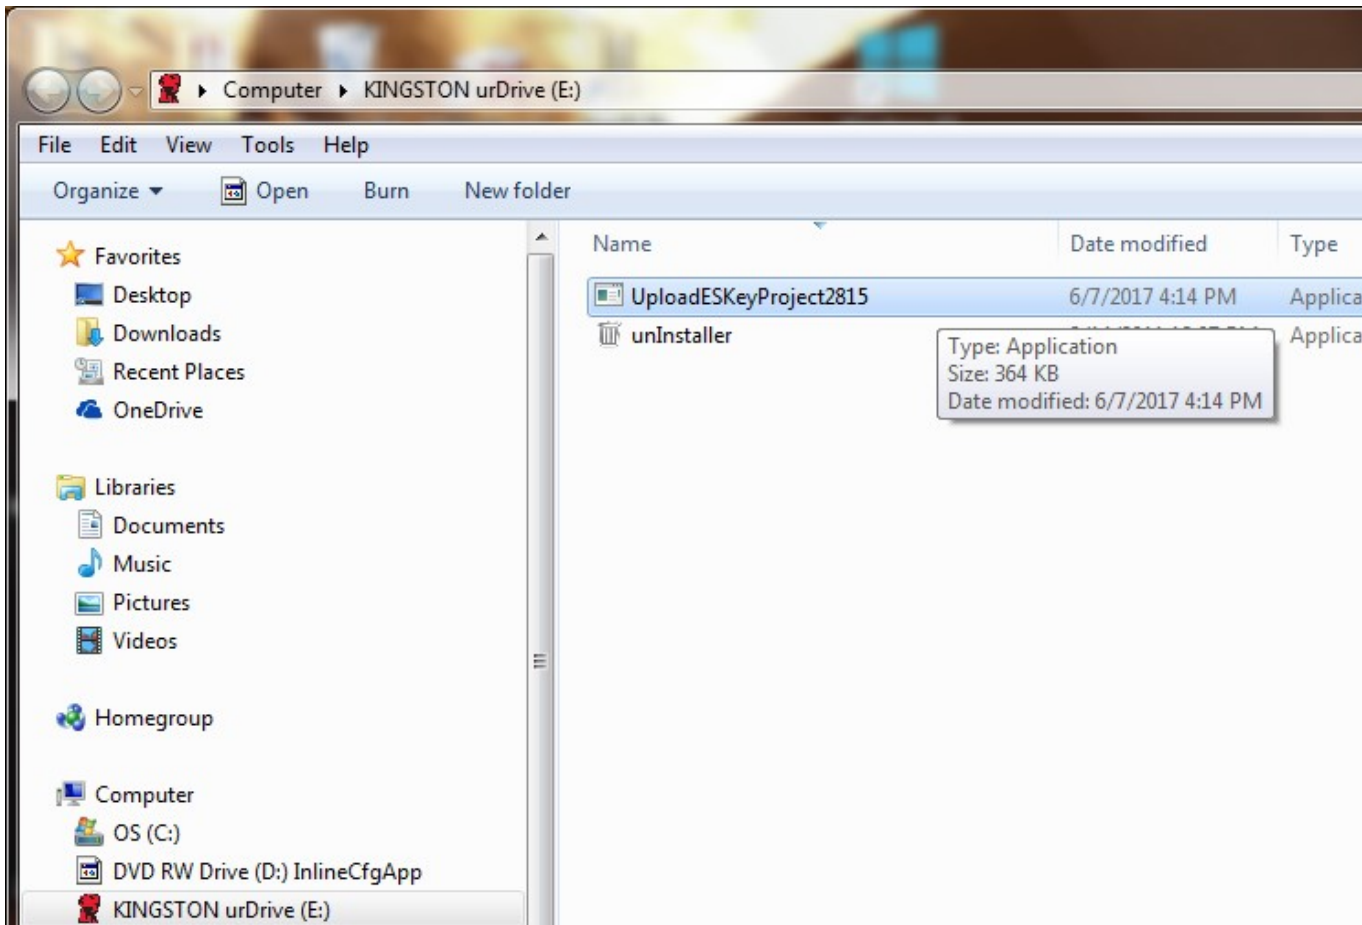 Computer ▸ KINGSTON urDrive (E:)
File Edit View Tools Help
Organize Open Burn New folder
Name Date modified Type
Favorites
Desktop
Downloads
Recent Places
OneDrive
Libraries
Documents
Music
Pictures
Videos
Homegroup
Computer
OS (C:)
DVD RW Drive (D:) InlineCfgApp
KINGSTON urDrive (E:)
UploadESKeyProject2815 6/7/2017 4:14 PM Applica
unInstaller Applica
Type: Application
Size: 364 KB
Date modified: 6/7/2017 4:14 PM